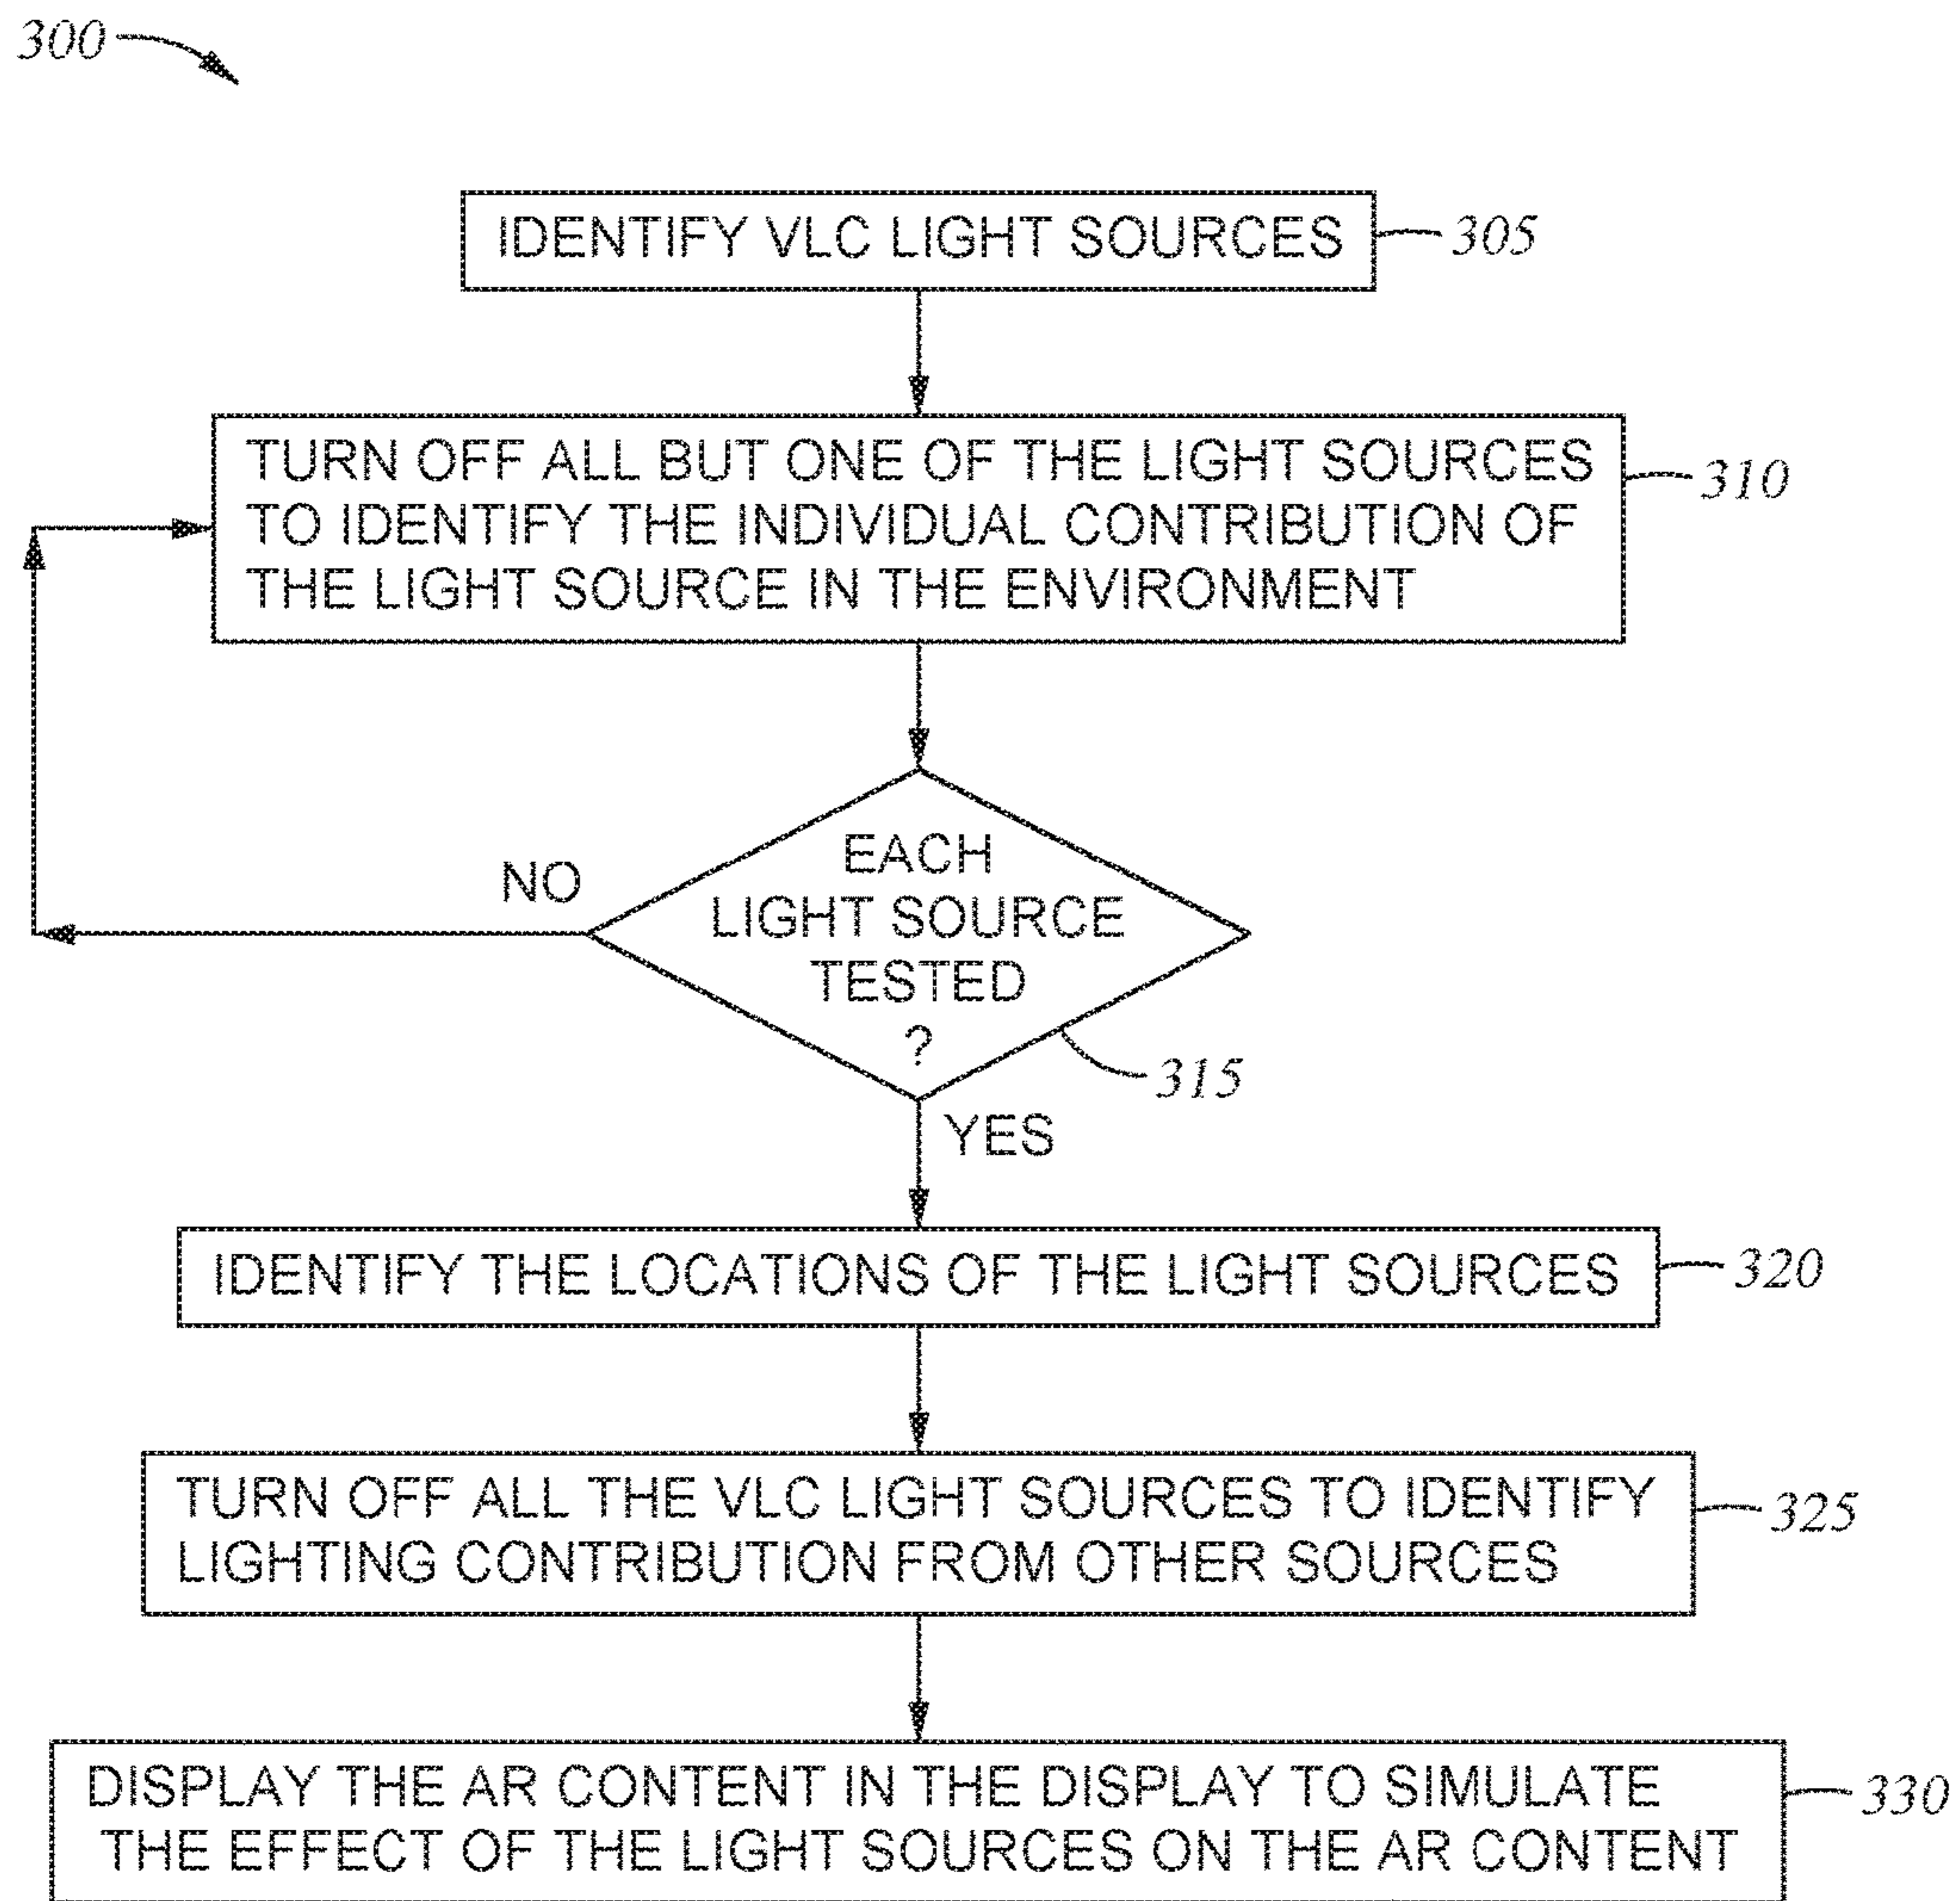 300
IDENTIFY VLC LIGHT SOURCES
305
TURN OFF ALL BUT ONE OF THE LIGHT SOURCES
TO IDENTIFY THE INDIVIDUAL CONTRIBUTION OF
THE LIGHT SOURCE IN THE ENVIRONMENT
310
EACH
LIGHT SOURCE
TESTED
?
NO
315
YES
IDENTIFY THE LOCATIONS OF THE LIGHT SOURCES
320
TURN OFF ALL THE VLC LIGHT SOURCES TO IDENTIFY
LIGHTING CONTRIBUTION FROM OTHER SOURCES
325
DISPLAY THE AR CONTENT IN THE DISPLAY TO SIMULATE
THE EFFECT OF THE LIGHT SOURCES ON THE AR CONTENT
330